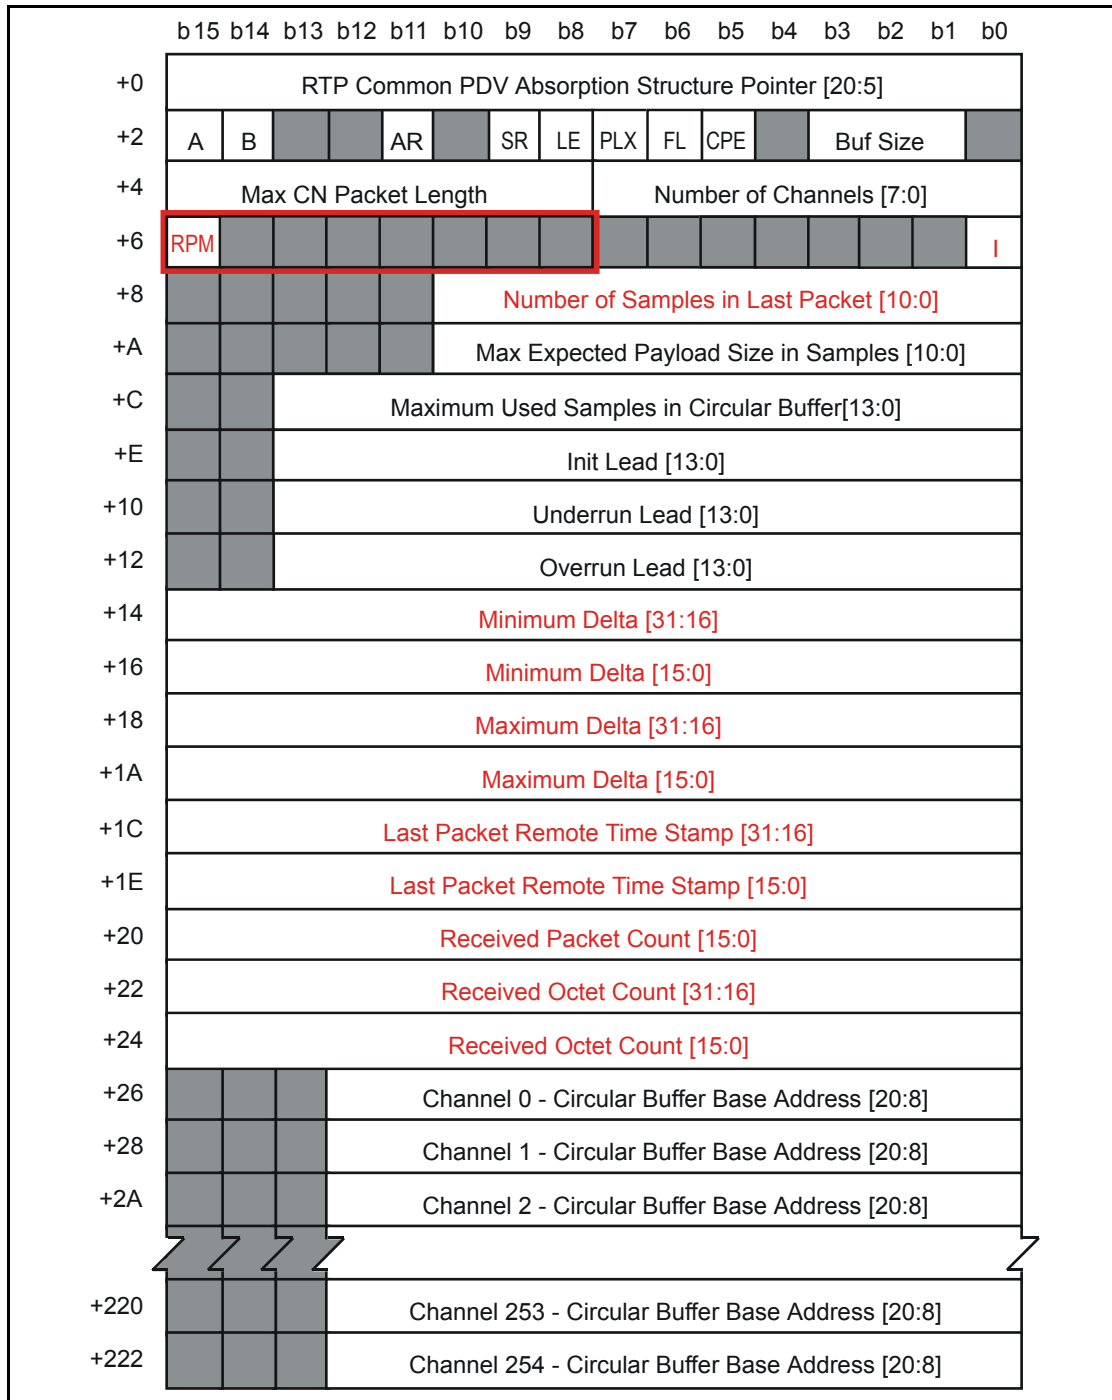 b15 b14 b13 b12 b11 b10 b9 b8 b7 b6 b5 b4 b3 b2 b1 b0
+0 RTP Common PDV Absorption Structure Pointer [20:5]
+2 A B AR SR LE PLX FL CPE Buf Size
+4 Max CN Packet Length Number of Channels [7:0]
+6 RPM I
+8 Number of Samples in Last Packet [10:0]
+A Max Expected Payload Size in Samples [10:0]
+C Maximum Used Samples in Circular Buffer[13:0]
+E Init Lead [13:0]
+10 Underrun Lead [13:0]
+12 Overrun Lead [13:0]
+14 Minimum Delta [31:16]
+16 Minimum Delta [15:0]
+18 Maximum Delta [31:16]
+1A Maximum Delta [15:0]
+1C Last Packet Remote Time Stamp [31:16]
+1E Last Packet Remote Time Stamp [15:0]
+20 Received Packet Count [15:0]
+22 Received Octet Count [31:16]
+24 Received Octet Count [15:0]
+26 Channel 0 - Circular Buffer Base Address [20:8]
+28 Channel 1 - Circular Buffer Base Address [20:8]
+2A Channel 2 - Circular Buffer Base Address [20:8]
+220 Channel 253 - Circular Buffer Base Address [20:8]
+222 Channel 254 - Circular Buffer Base Address [20:8]